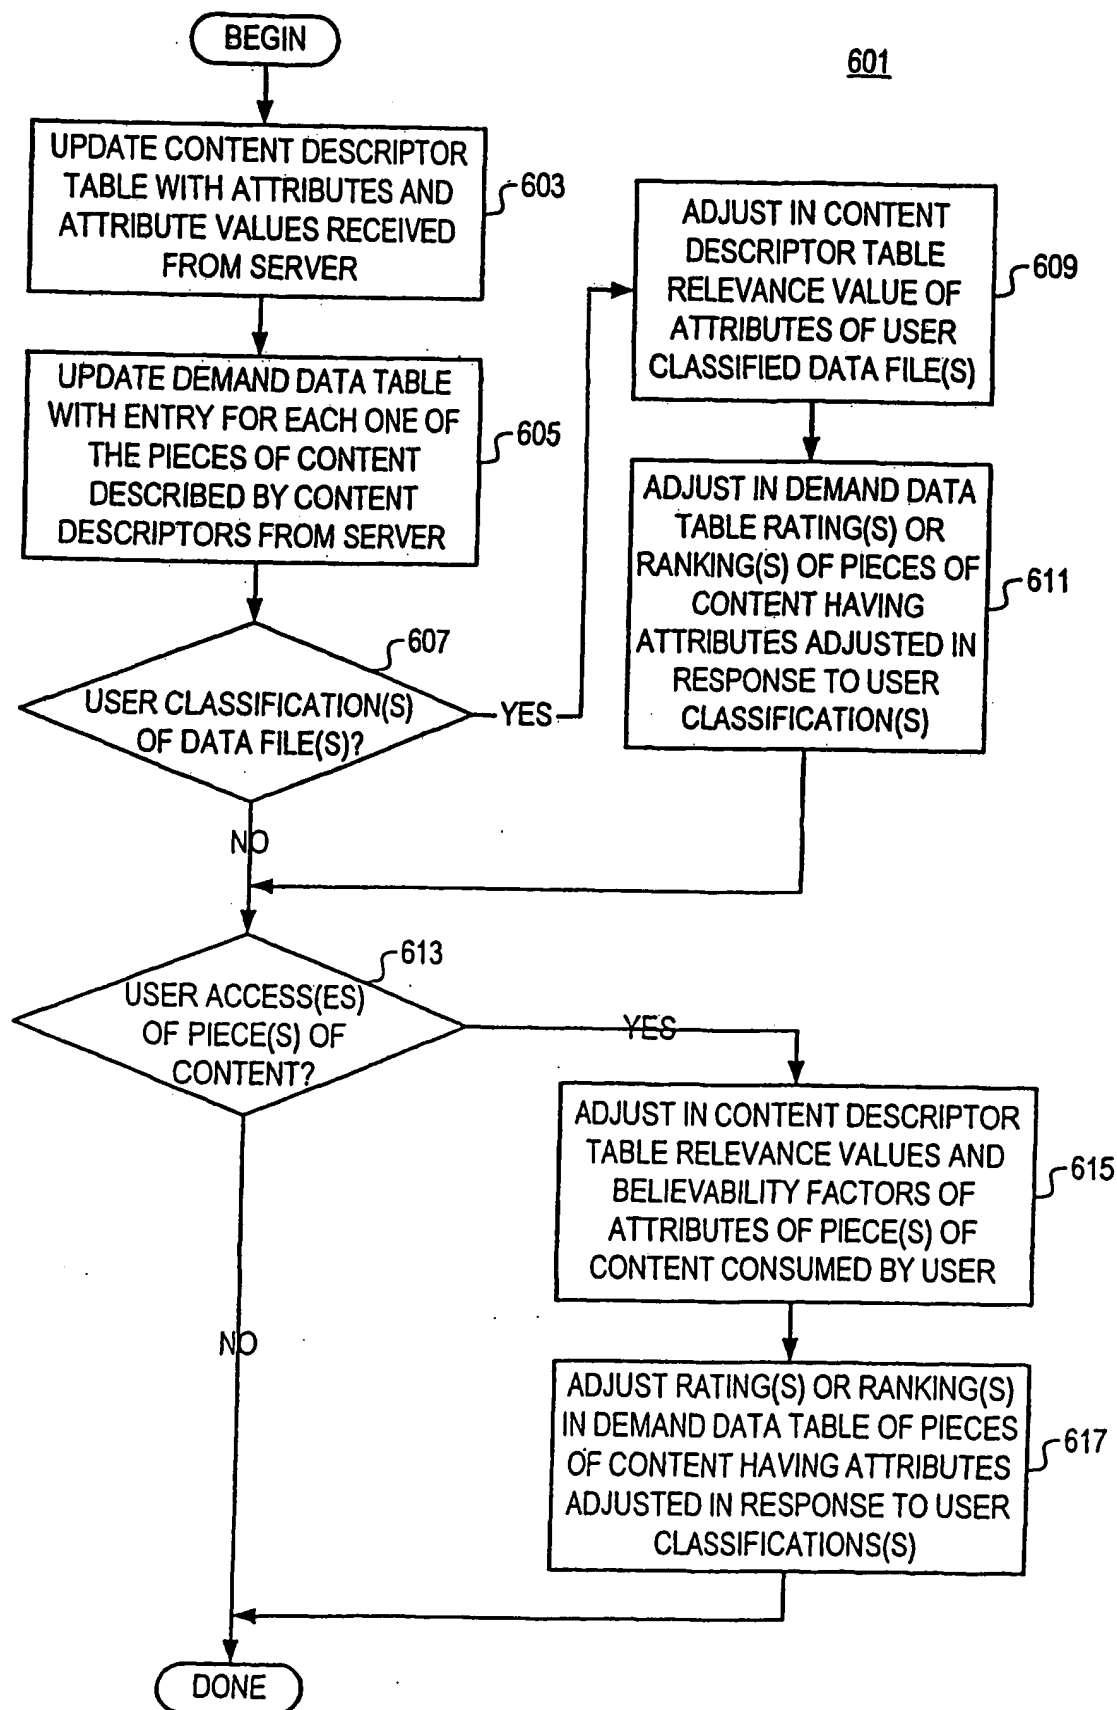 BEGIN
601
UPDATE CONTENT DESCRIPTOR
TABLE WITH ATTRIBUTES AND
ATTRIBUTE VALUES RECEIVED
FROM SERVER
603
UPDATE DEMAND DATA TABLE
WITH ENTRY FOR EACH ONE OF
THE PIECES OF CONTENT
DESCRIBED BY CONTENT
DESCRIPTORS FROM SERVER
605
607
USER CLASSIFICATION(S)
OF DATA FILE(S)?
YES
NO
ADJUST IN CONTENT
DESCRIPTOR TABLE
RELEVANCE VALUE OF
ATTRIBUTES OF USER
CLASSIFIED DATA FILE(S)
609
ADJUST IN DEMAND DATA
TABLE RATING(S) OR
RANKING(S) OF PIECES OF
CONTENT HAVING
ATTRIBUTES ADJUSTED IN
RESPONSE TO USER
CLASSIFICATION(S)
611
613
USER ACCESS(ES)
OF PIECE(S) OF
CONTENT?
YES
NO
ADJUST IN CONTENT DESCRIPTOR
TABLE RELEVANCE VALUES AND
BELIEVABILITY FACTORS OF
ATTRIBUTES OF PIECE(S) OF
CONTENT CONSUMED BY USER
615
ADJUST RATING(S) OR RANKING(S)
IN DEMAND DATA TABLE OF PIECES
OF CONTENT HAVING ATTRIBUTES
ADJUSTED IN RESPONSE TO USER
CLASSIFICATIONS(S)
617
DONE